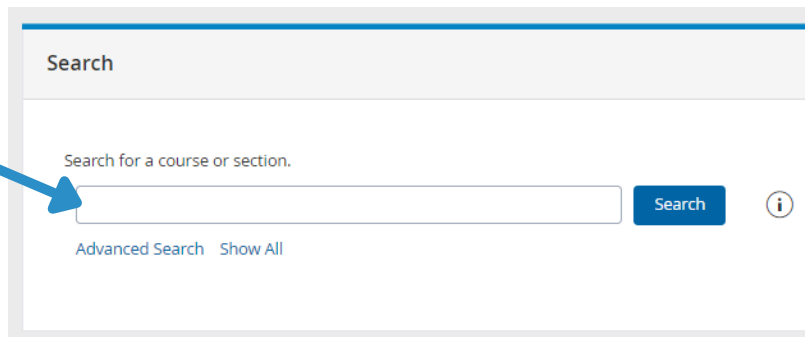 Search
Search for a course or section.
Search
i
Advanced Search Show All